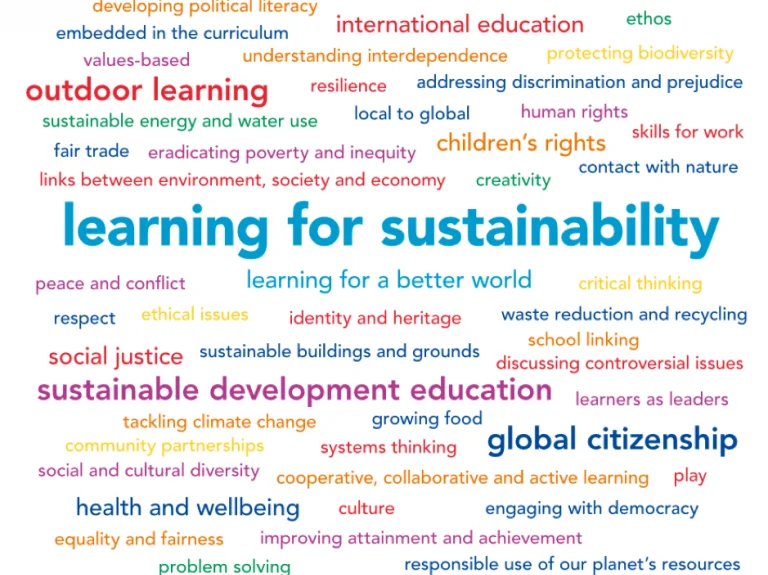 developing political literacy
international education
ethos
embedded in the curriculum
values-based
understanding interdependence
protecting biodiversity
outdoor learning
resilience
addressing discrimination and prejudice
sustainable energy and water use
local to global
human rights
fair trade
eradicating poverty and inequity
children's rights
skills for work
links between environment, society and economy
creativity
contact with nature
learning for sustainability
peace and conflict
learning for a better world
critical thinking
respect
ethical issues
identity and heritage
waste reduction and recycling
social justice
sustainable buildings and grounds
school linking
discussing controversial issues
sustainable development education
learners as leaders
tackling climate change
growing food
community partnerships
systems thinking
global citizenship
social and cultural diversity
cooperative, collaborative and active learning
play
health and wellbeing
culture
engaging with democracy
equality and fairness
improving attainment and achievement
problem solving
responsible use of our planet's resources